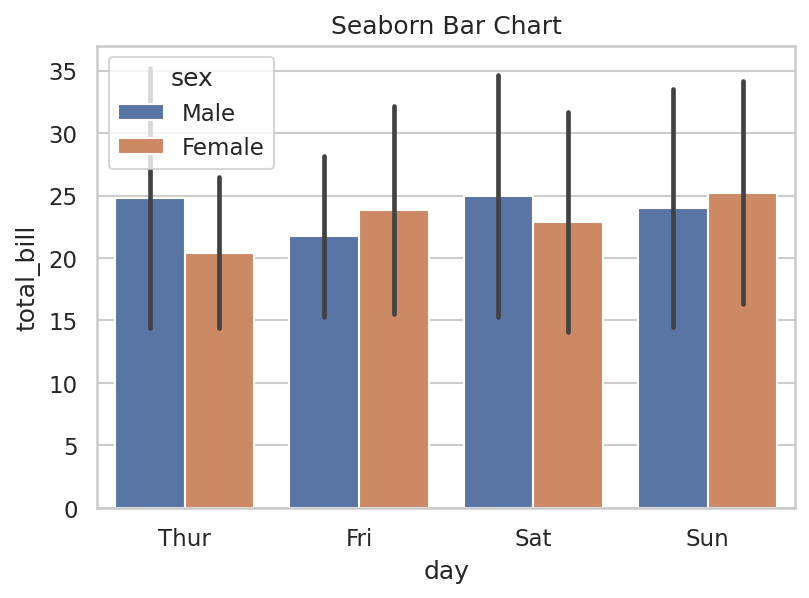 Seaborn Bar Chart
sex
Male
Female
35
30
25
20
15
10
5
0
total_bill
Thur
Fri
Sat
Sun
day